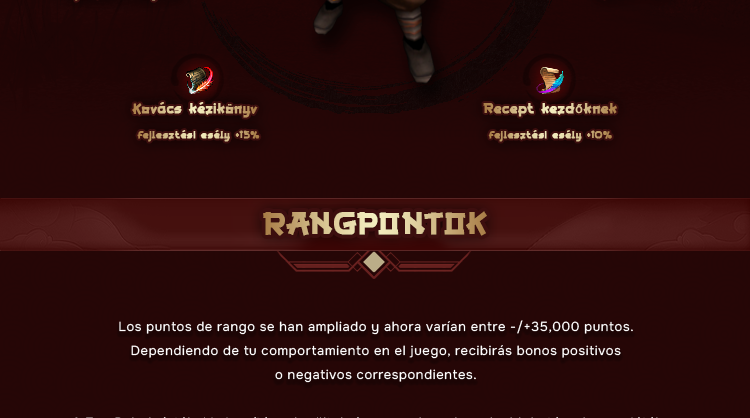 Kovács kézikönyv
Recept kezdőknek
Fejlesztési esély +15%
Fejlesztési esély +10%
RANGPONTOK
Los puntos de rango se han ampliado y ahora varían entre -/+35,000 puntos.
Dependiendo de tu comportamiento en el juego, recibirás bonos positivos
o negativos correspondientes.